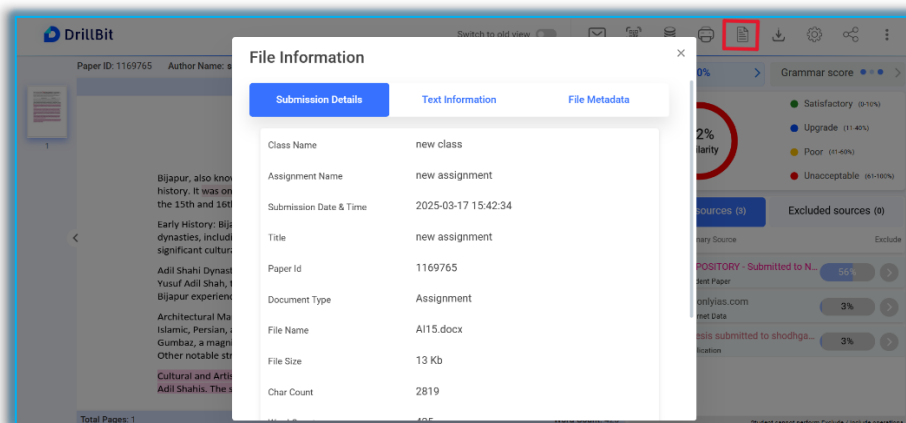 DrillBit
Switch to old view
Paper ID: 1169765 Author Name: s
File Information
×
0%
Grammar score
Submission Details Text Information File Metadata
Satisfactory (0-10%)
Upgrade (11-40%)
Poor (41-60%)
Unacceptable (61-100%)
2%
ilarity
1
Class Name new class
Assignment Name new assignment
Submission Date & Time 2025-03-17 15:42:34
Title new assignment
Paper Id 1169765
Document Type Assignment
File Name AI15.docx
File Size 13 Kb
Char Count 2819
Bijapur, also know
history. It was on
the 15th and 16t
Early History: Bija
dynasties, includi
significant cultura
Adil Shahi Dynast
Yusuf Adil Shah, t
Bijapur experienc
Architectural Ma
Islamic, Persian, a
Gumbaz, a magni
Other notable str
Cultural and Artis
Adil Shahis. The s
ources (3) Excluded sources (0)
nary Source Exclude
POSITORY - Submitted to N...
dent Paper
56%
onlyias.com
rnet Data
3%
esis submitted to shodhga...
lication
3%
Total Pages: 1